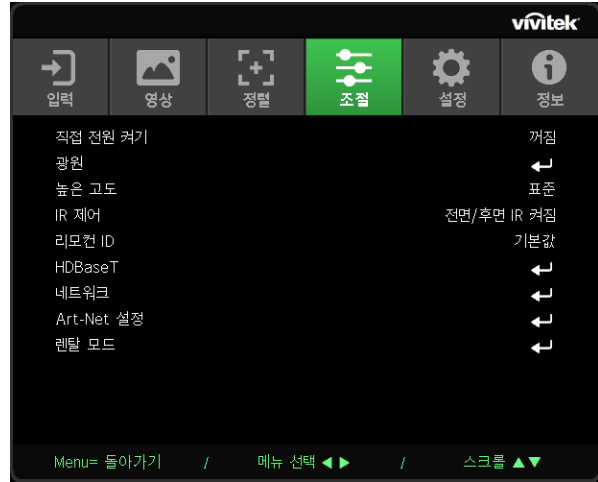 vivitek
입력 영상 정렬 조절 설정 정보
직접 전원 켜기 꺼짐
광원
높은 고도 표준
IR 제어 전면/후면 IR 켜짐
리모컨 ID 기본값
HDBaseT
네트워크
Art-Net 설정
렌탈 모드
Menu= 돌아가기 / 메뉴 선택 ◀ ▶ / 스크롤 ▲▼